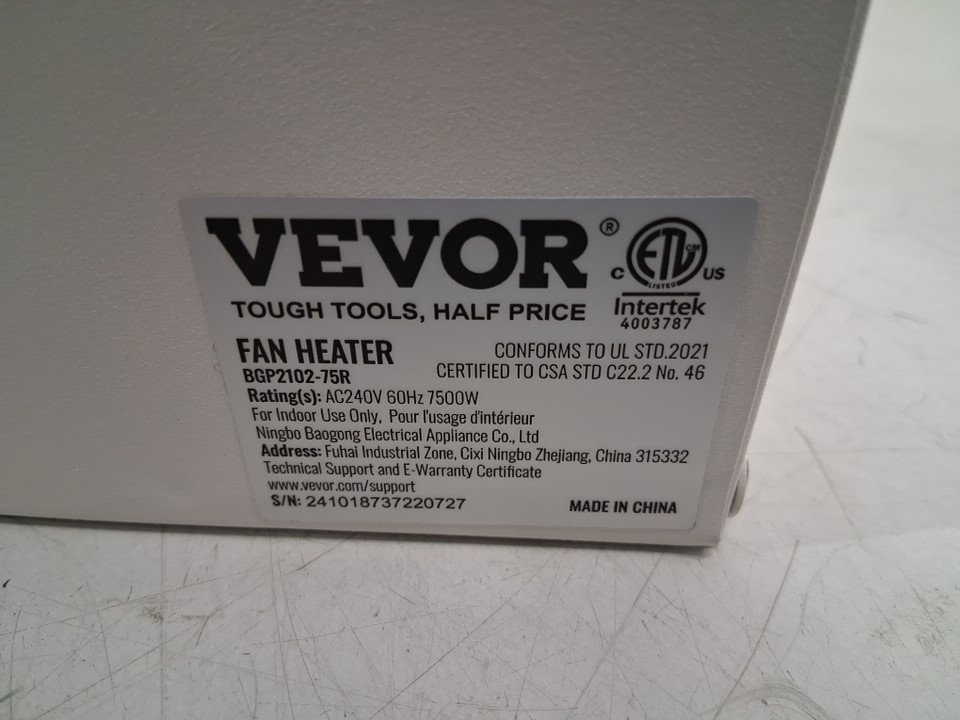 VEVOR®
TOUGH TOOLS, HALF PRICE
C ETL CM US
LISTED
Intertek
4003787
FAN HEATER
BGP2102-75R
CONFORMS TO UL STD.2021
CERTIFIED TO CSA STD C22.2 No. 46
Rating(s): AC240V 60Hz 7500W
For Indoor Use Only, Pour l'usage d'intérieur
Ningbo Baogong Electrical Appliance Co., Ltd
Address: Fuhai Industrial Zone, Cixi Ningbo Zhejiang, China 315332
Technical Support and E-Warranty Certificate
www.vevor.com/support
S/N: 241018737220727
MADE IN CHINA